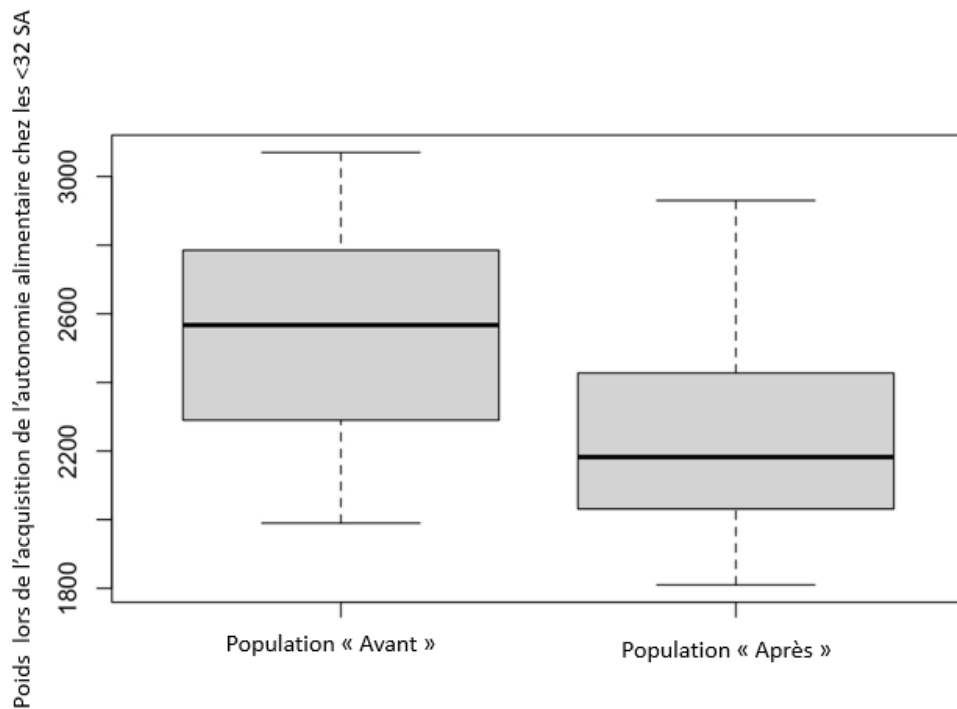 Poids lors de l'acquisition de l'autonomie alimentaire chez les <32 SA
3000
2600
2200
1800
Population « Avant »
Population « Après »